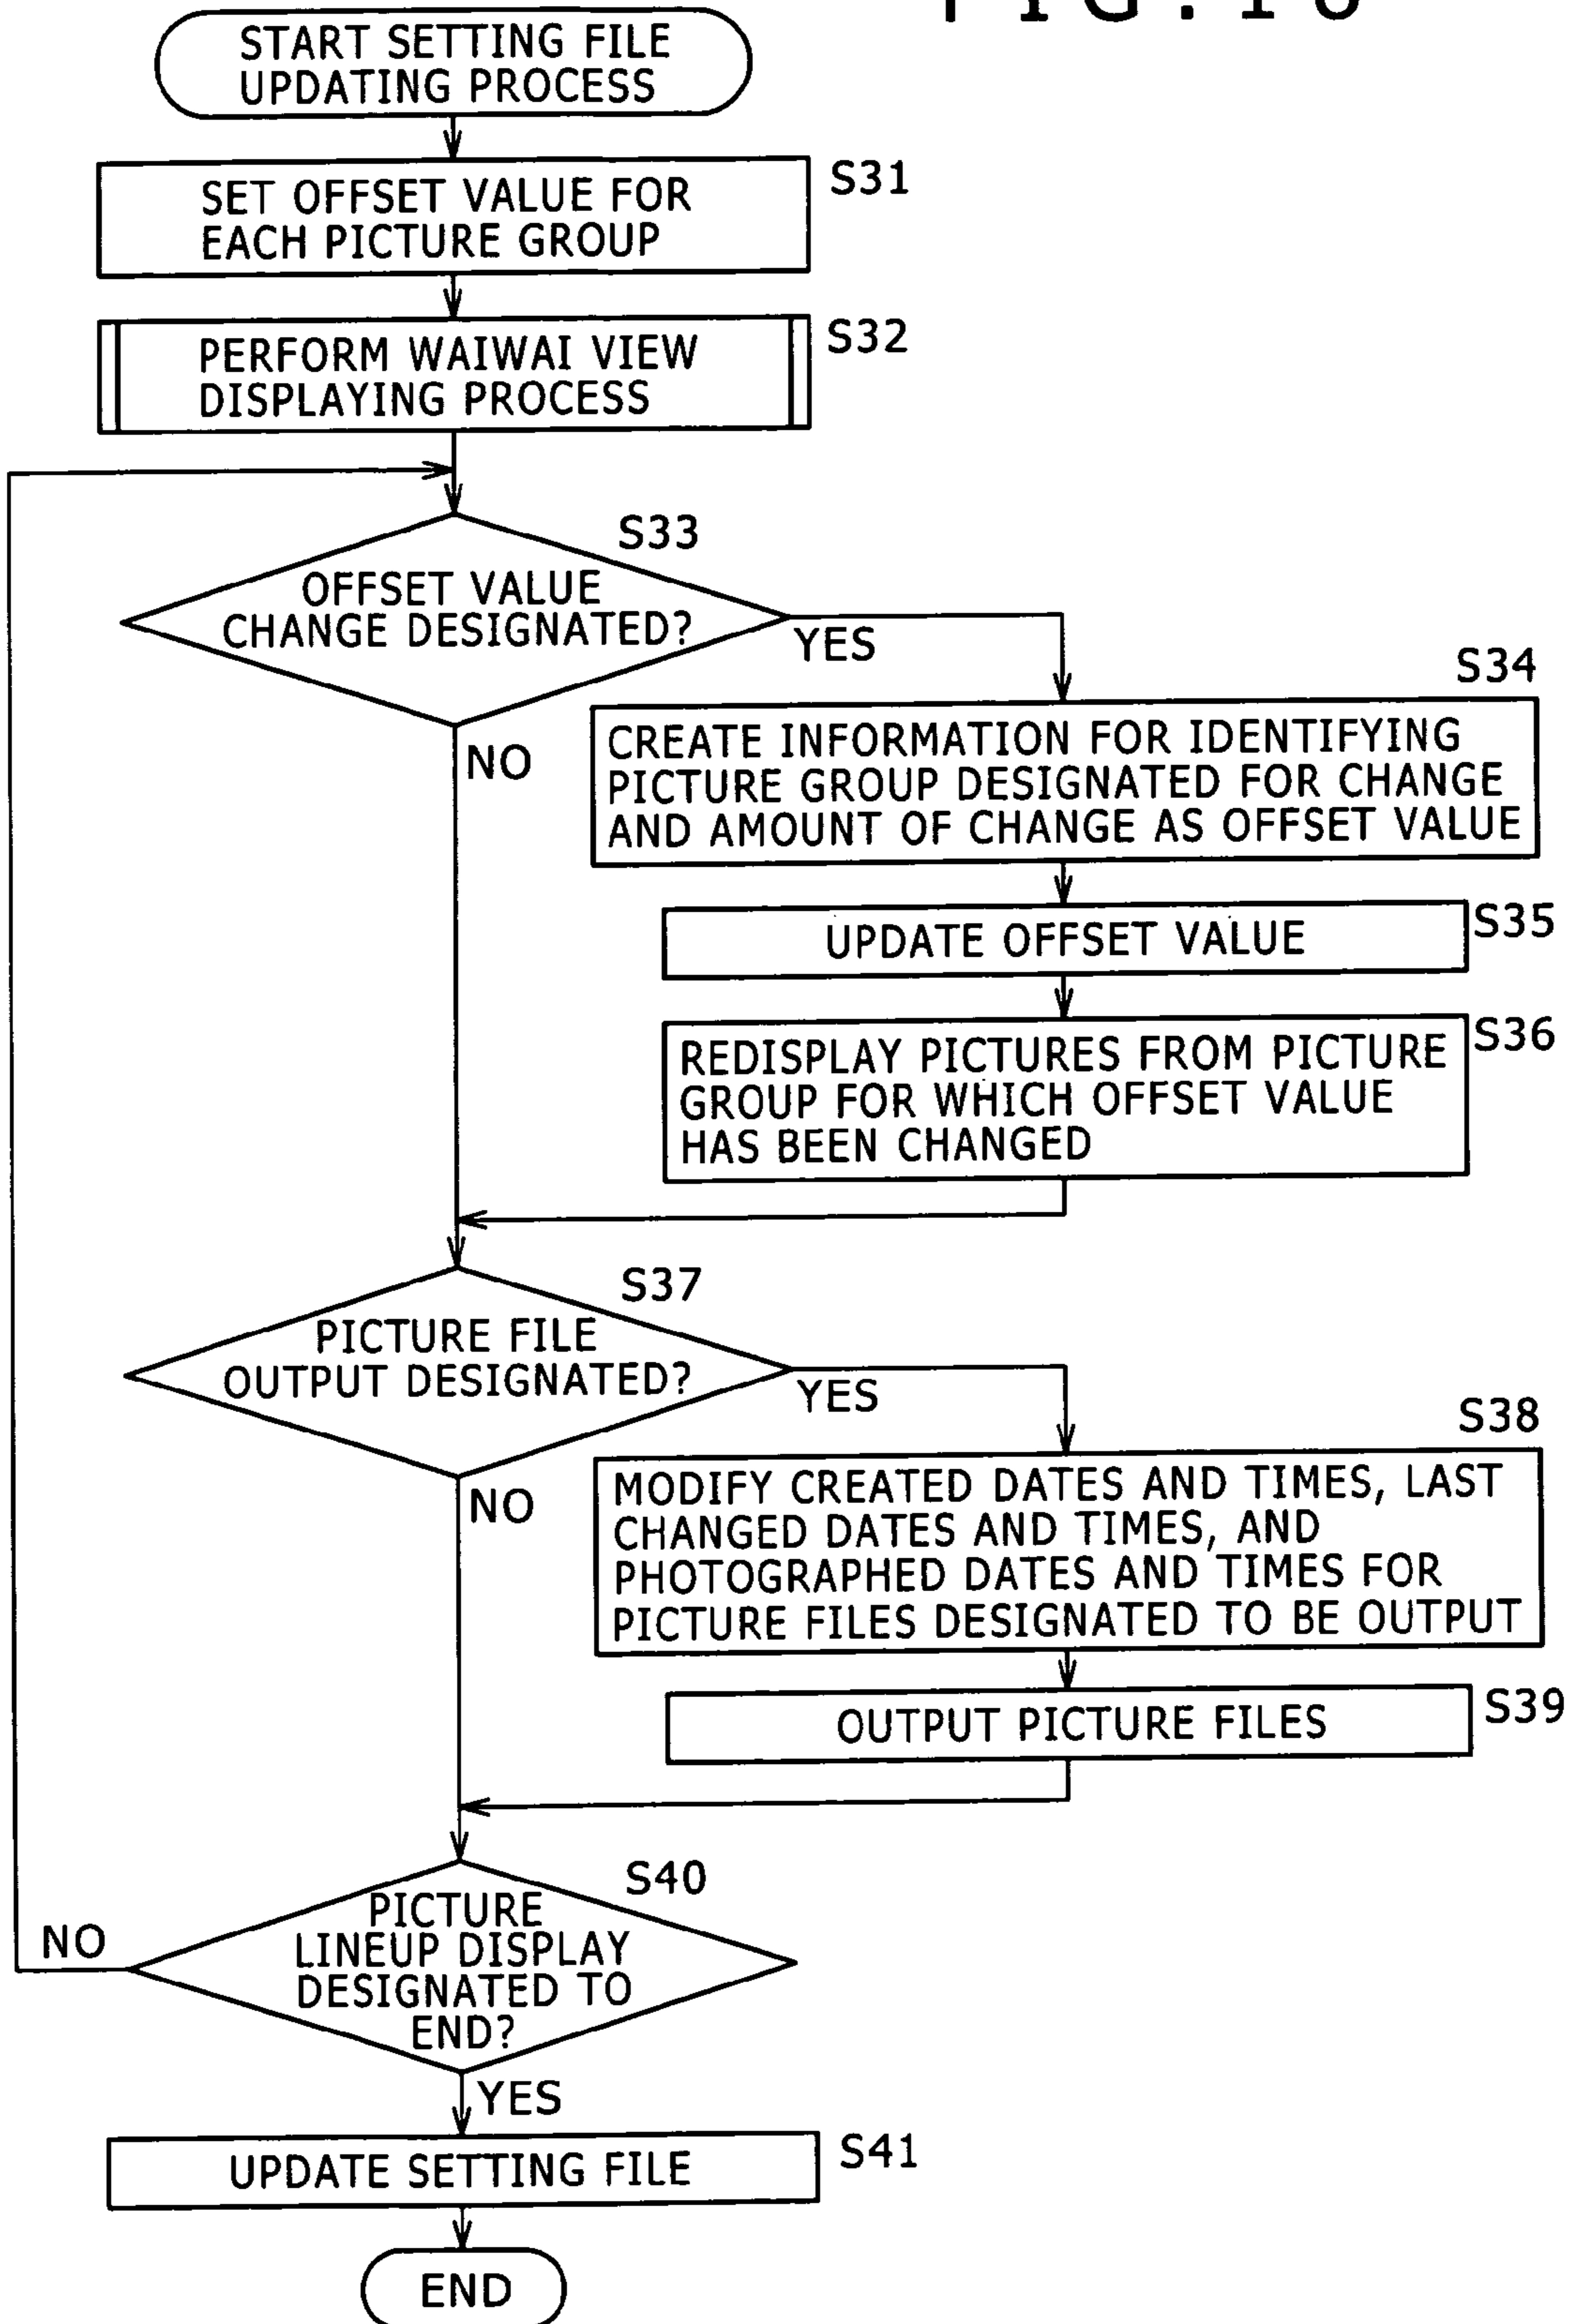 START SETTING FILE
UPDATING PROCESS
S31
SET OFFSET VALUE FOR
EACH PICTURE GROUP
S32
PERFORM WAIWAI VIEW
DISPLAYING PROCESS
S33
OFFSET VALUE
CHANGE DESIGNATED?
YES
NO
S34
CREATE INFORMATION FOR IDENTIFYING
PICTURE GROUP DESIGNATED FOR CHANGE
AND AMOUNT OF CHANGE AS OFFSET VALUE
S35
UPDATE OFFSET VALUE
S36
REDISPLAY PICTURES FROM PICTURE
GROUP FOR WHICH OFFSET VALUE
HAS BEEN CHANGED
S37
PICTURE FILE
OUTPUT DESIGNATED?
YES
NO
S38
MODIFY CREATED DATES AND TIMES, LAST
CHANGED DATES AND TIMES, AND
PHOTOGRAPHED DATES AND TIMES FOR
PICTURE FILES DESIGNATED TO BE OUTPUT
S39
OUTPUT PICTURE FILES
S40
PICTURE
LINEUP DISPLAY
DESIGNATED TO
END?
NO
YES
S41
UPDATE SETTING FILE
END